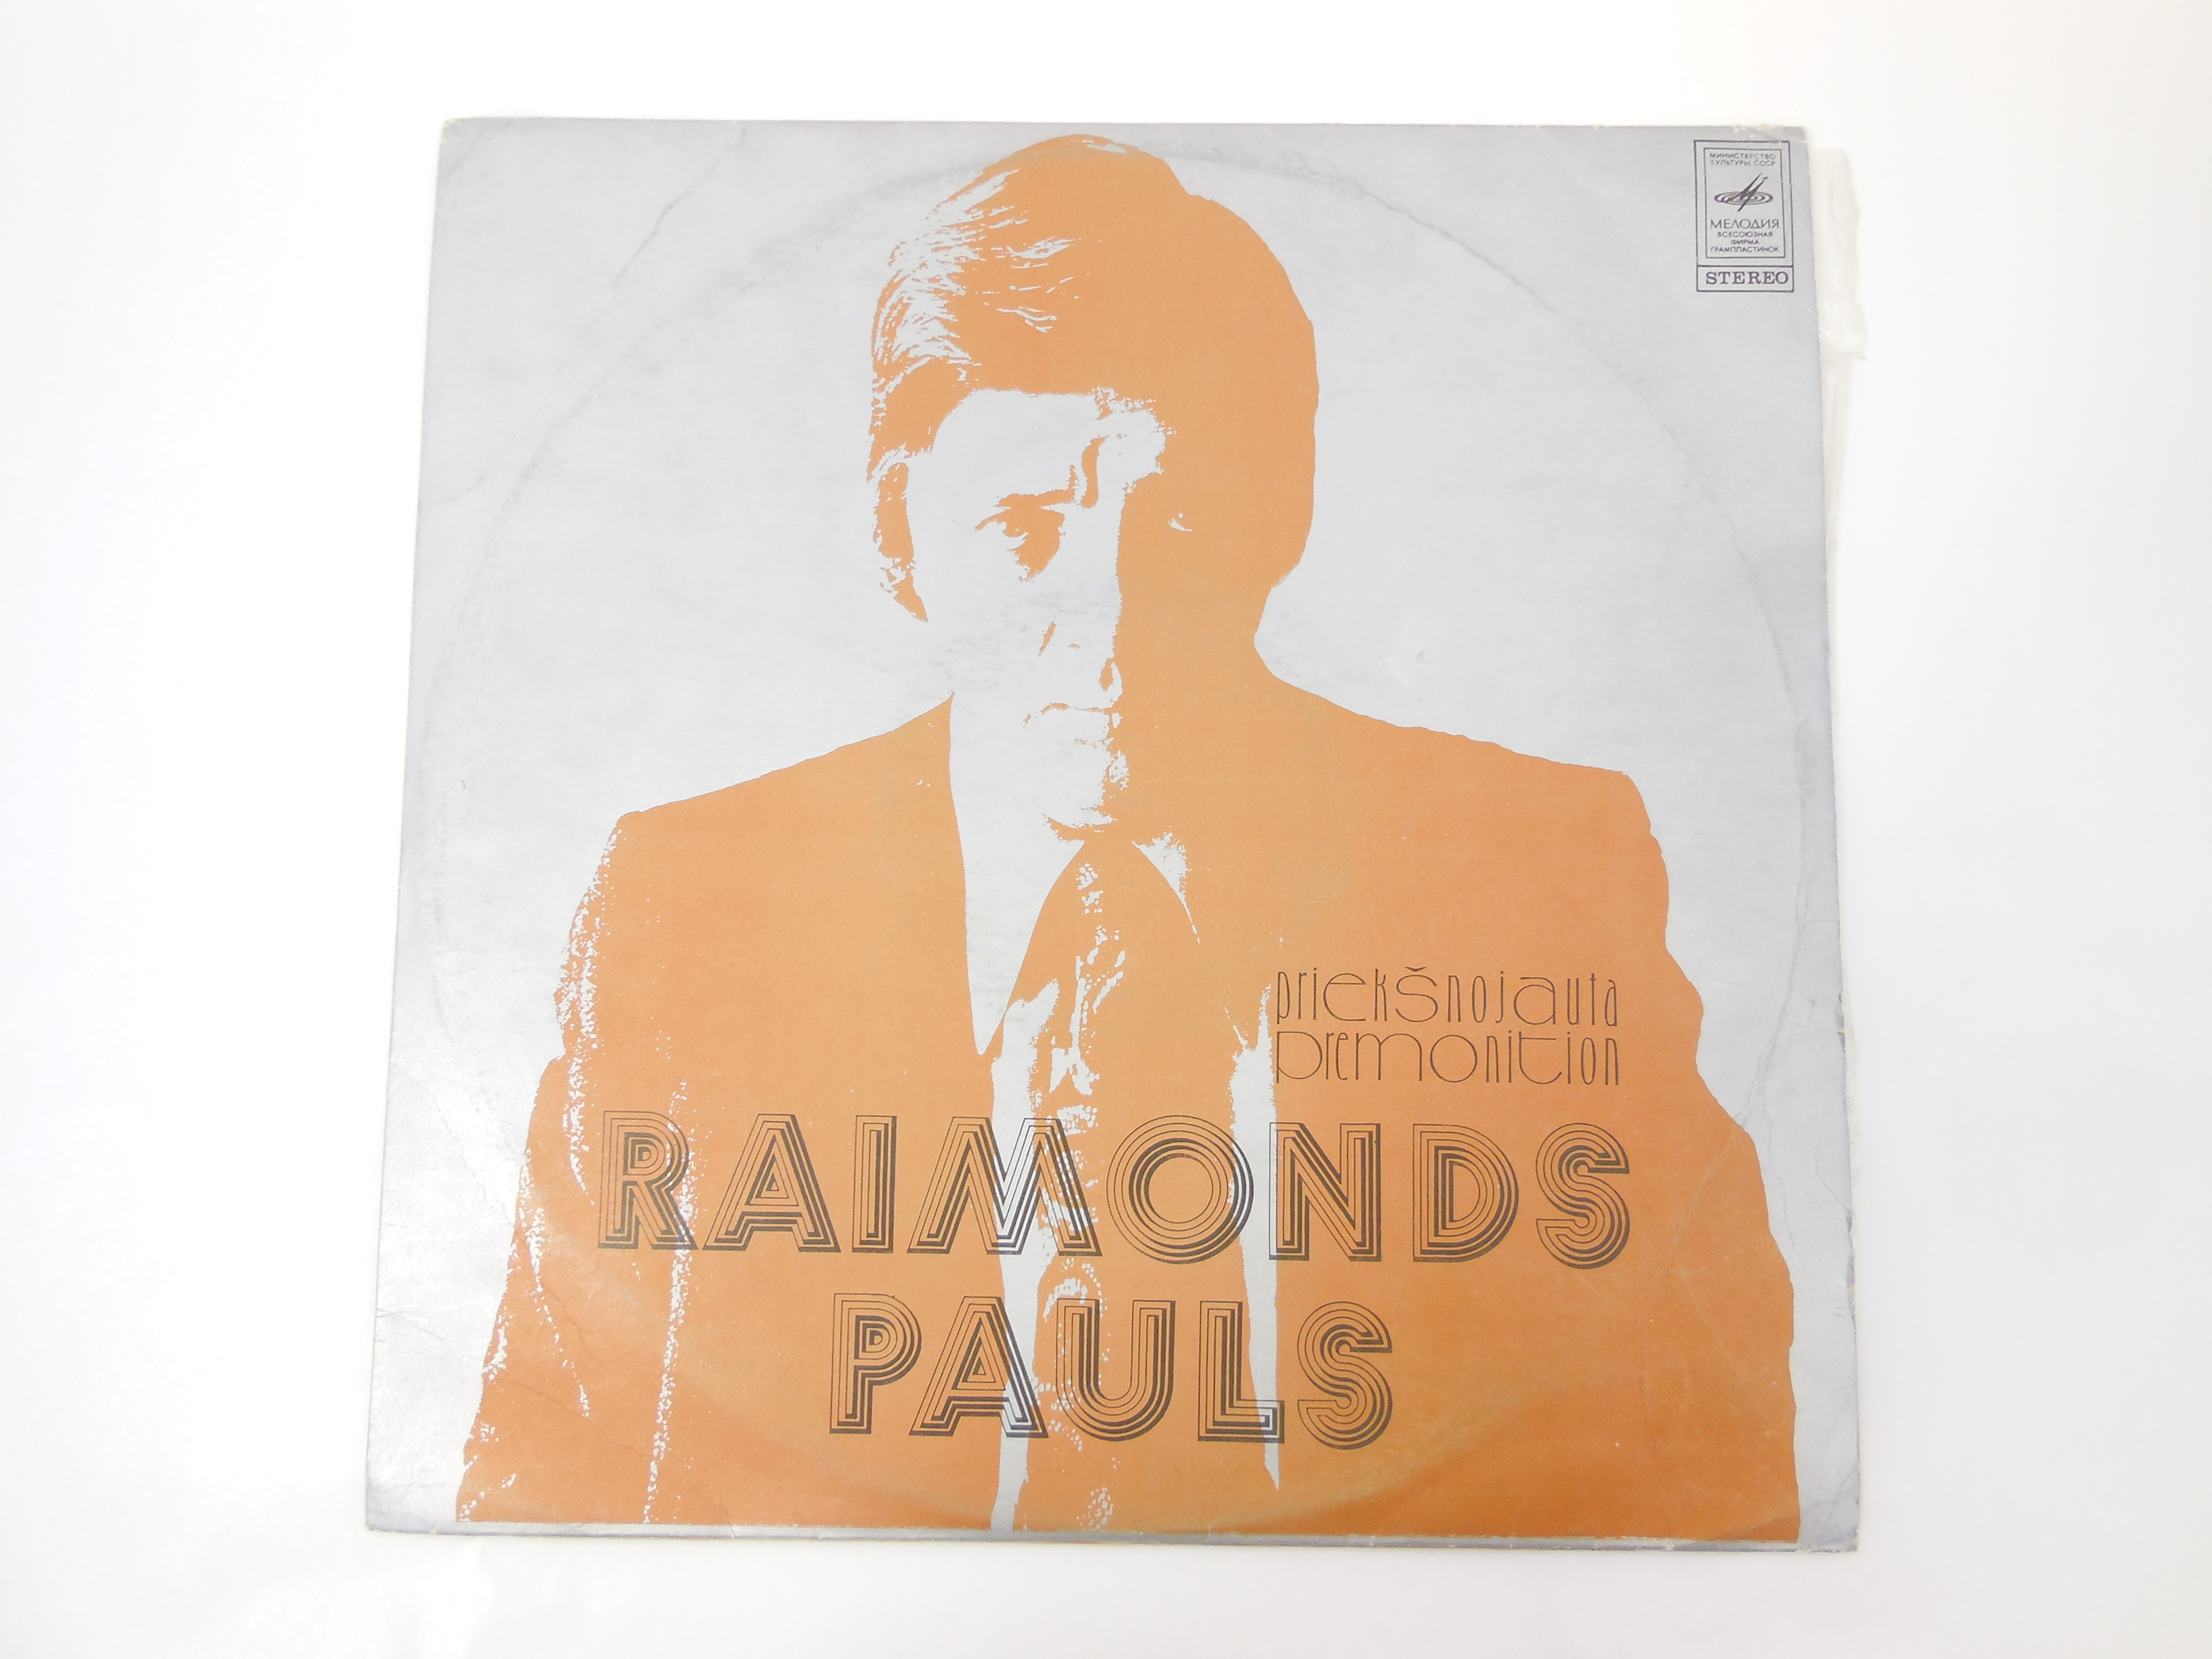 МИНИСТЕРСТВО
КУЛЬТУРЫ СССР
МЕЛОДИЯ
ВСЕСОЮЗНАЯ
ФИРМА
ГРАМПЛАСТИНОК
STEREO
priekšnojauta
premonition
RAIMONDS
PAULS